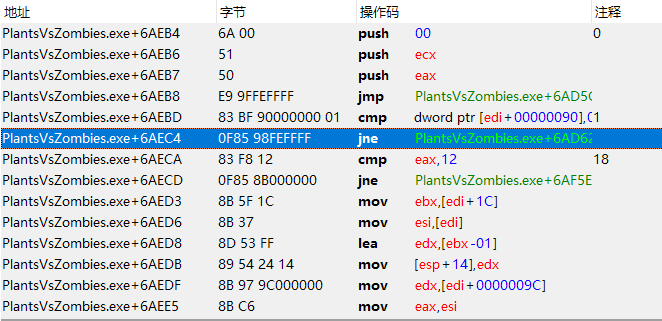 地址 字节 操作码 注释
PlantsVsZombies.exe+6AEB4 6A 00 push 00 0
PlantsVsZombies.exe+6AEB6 51 push ecx
PlantsVsZombies.exe+6AEB7 50 push eax
PlantsVsZombies.exe+6AEB8 E9 9FFEFFFF jmp PlantsVsZombies.exe+6AD5C
PlantsVsZombies.exe+6AEBD 83 BF 90000000 01 cmp dword ptr [edi+00000090],01
PlantsVsZombies.exe+6AEC4 0F85 98FEFFFF jne PlantsVsZombies.exe+6AD62
PlantsVsZombies.exe+6AECA 83 F8 12 cmp eax,12 18
PlantsVsZombies.exe+6AECD 0F85 8B000000 jne PlantsVsZombies.exe+6AF5E
PlantsVsZombies.exe+6AED3 8B 5F 1C mov ebx,[edi+1C]
PlantsVsZombies.exe+6AED6 8B 37 mov esi,[edi]
PlantsVsZombies.exe+6AED8 8D 53 FF lea edx,[ebx-01]
PlantsVsZombies.exe+6AEDB 89 54 24 14 mov [esp+14],edx
PlantsVsZombies.exe+6AEDF 8B 97 9C000000 mov edx,[edi+0000009C]
PlantsVsZombies.exe+6AEE5 8B C6 mov eax,esi